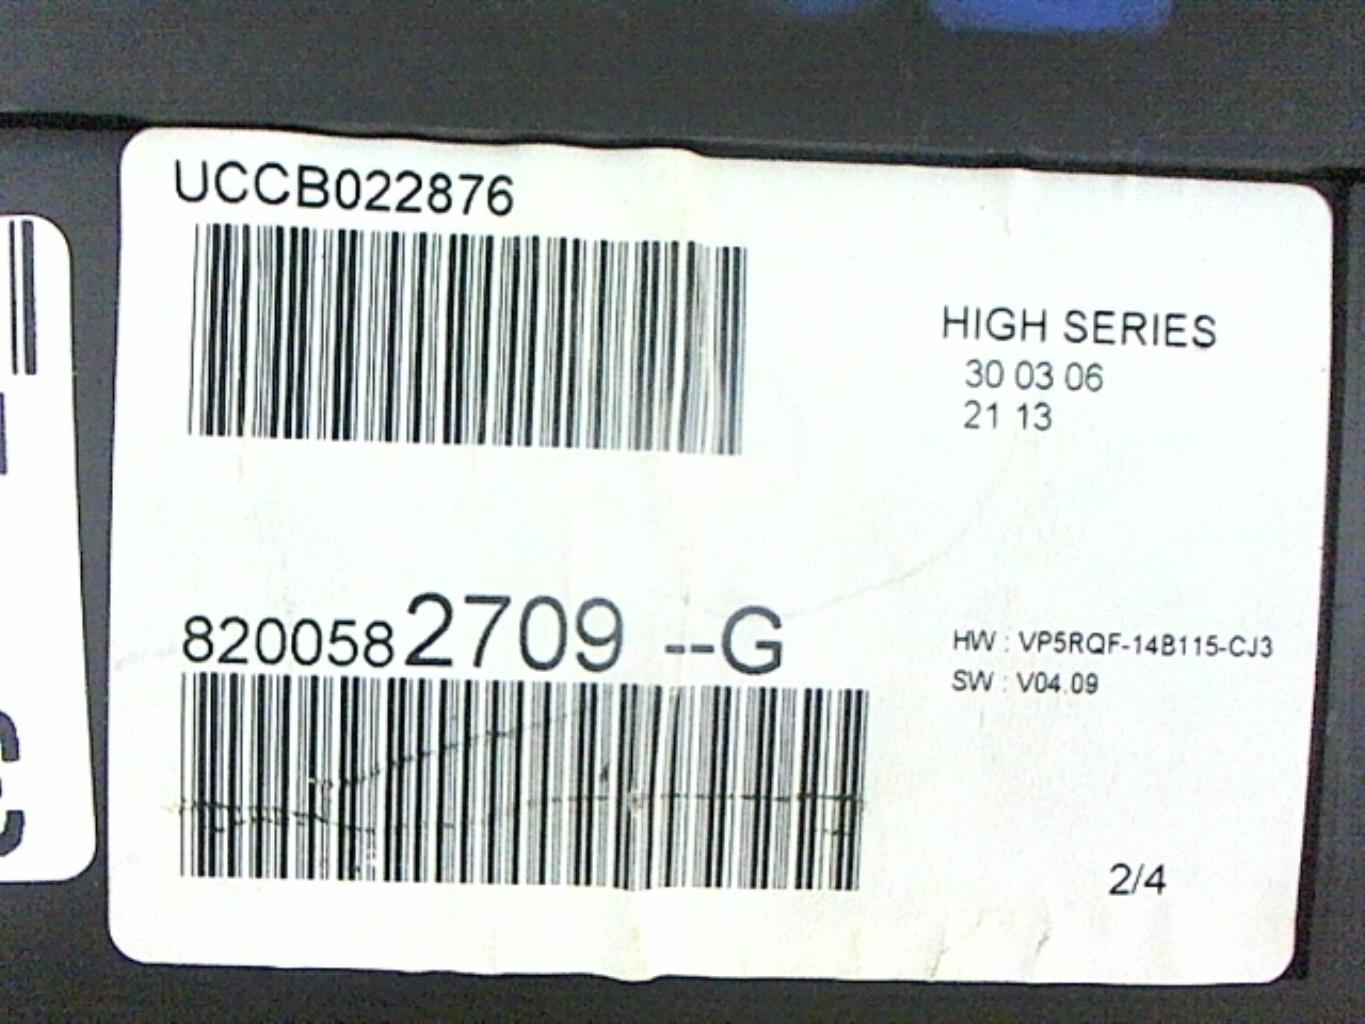 UCCB022876
HIGH SERIES
30 03 06
21 13
8200582709 --G
HW : VP5RQF-14B115-CJ3
SW : V04.09
2/4